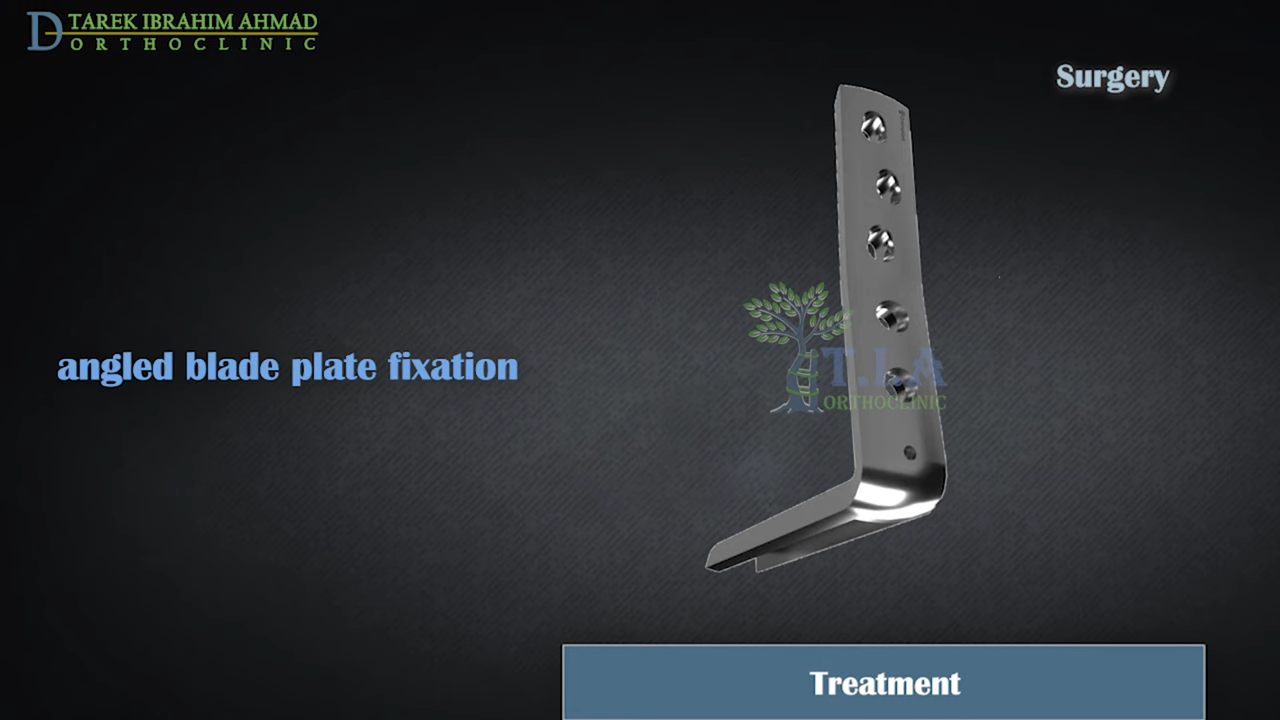 D TAREK IBRAHIM AHMAD
ORTHOCLINIC
Surgery
angled blade plate fixation
T.I.A
ORTHOCLINIC
Treatment